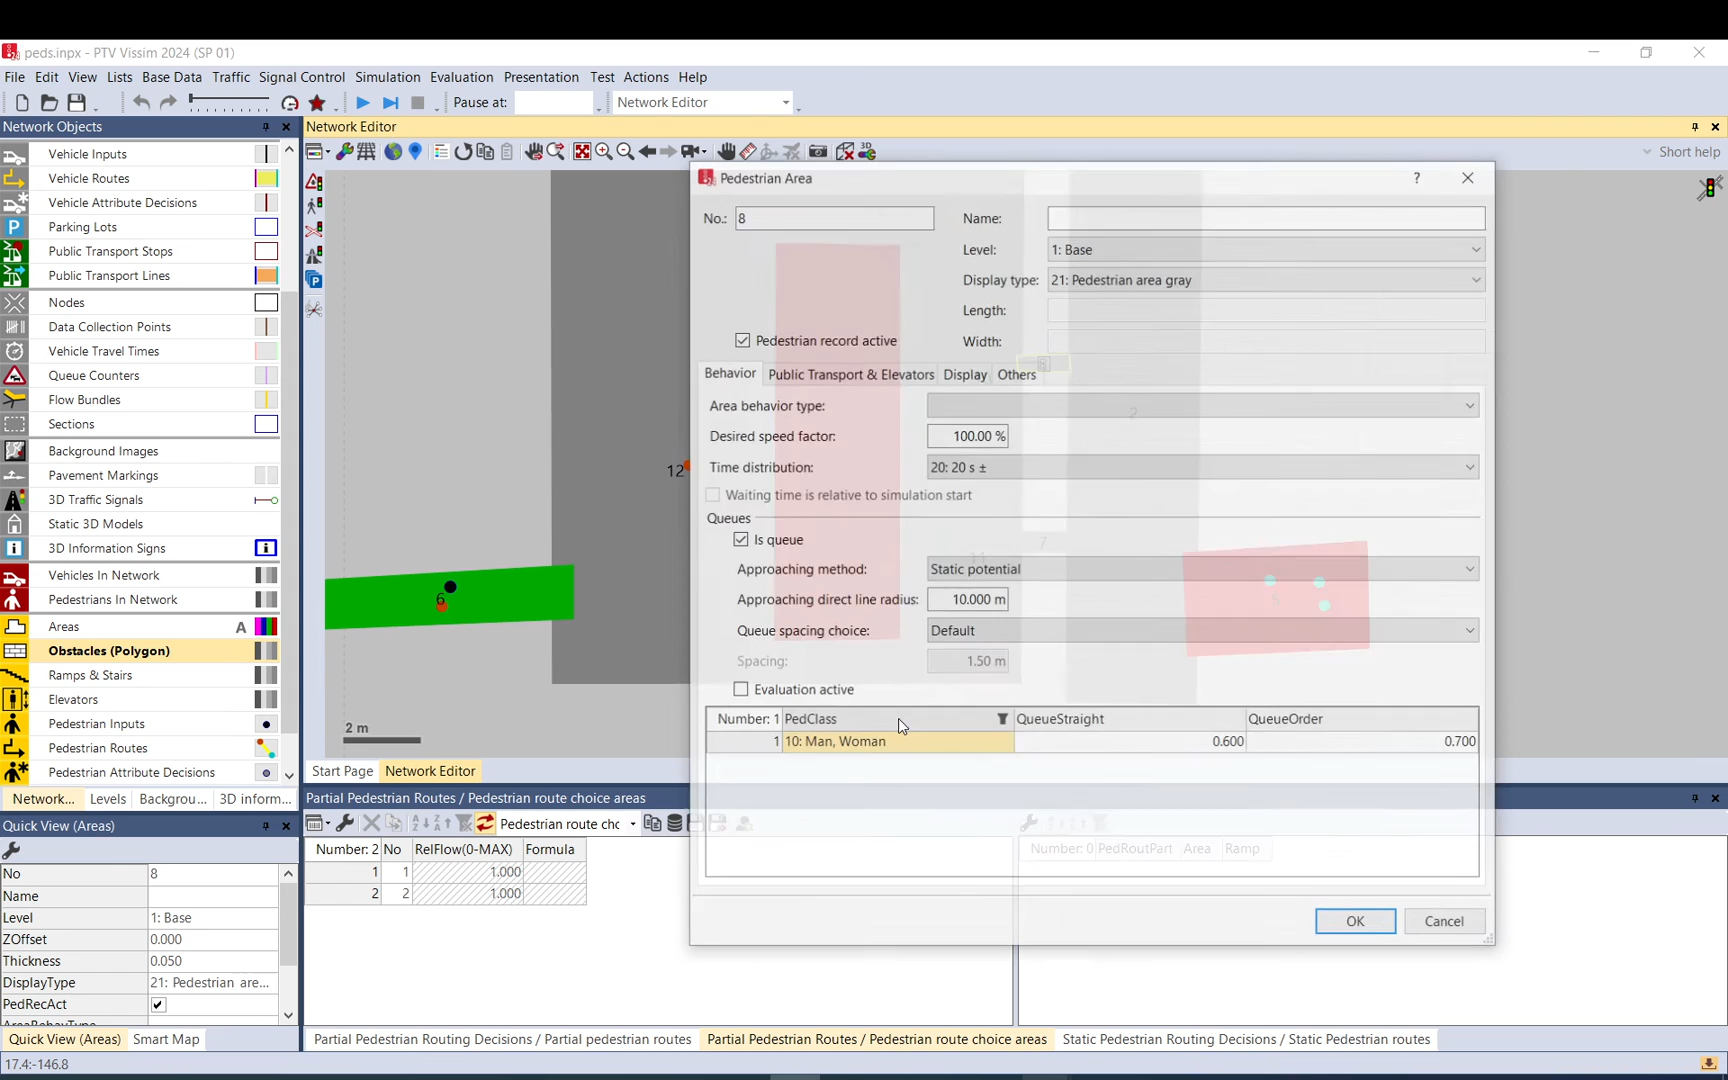 peds.inpx - PTV Vissim 2024 (SP 01)
File Edit View Lists Base Data Traffic Signal Control Simulation Evaluation Presentation Test Actions Help
Pause at: Network Editor
Network Objects
Network Editor
Short help
Vehicle Inputs
Vehicle Routes
Vehicle Attribute Decisions
Parking Lots
Public Transport Stops
Public Transport Lines
Nodes
Data Collection Points
Vehicle Travel Times
Queue Counters
Flow Bundles
Sections
Background Images
Pavement Markings
3D Traffic Signals
Static 3D Models
3D Information Signs
Vehicles In Network
Pedestrians In Network
Areas A
Obstacles (Polygon)
Ramps & Stairs
Elevators
Pedestrian Inputs
Pedestrian Routes
Pedestrian Attribute Decisions
Network... Levels Backgrou... 3D inform...
12
6
2 m
Pedestrian Area
No.: 8 Name:
Level: 1: Base
Display type: 21: Pedestrian area gray
Length:
Pedestrian record active Width:
8
Behavior Public Transport & Elevators Display Others
Area behavior type:
2
Desired speed factor: 100.00 %
Time distribution: 20: 20 s ±
Waiting time is relative to simulation start
Queues
Is queue
7
11
Approaching method: Static potential
Approaching direct line radius: 10.000 m
5
Queue spacing choice: Default
Spacing: 1.50 m
Evaluation active
Number: 1 PedClass QueueStraight QueueOrder
1 10: Man, Woman 0.600 0.700
OK Cancel
Start Page Network Editor
Partial Pedestrian Routes / Pedestrian route choice areas
Pedestrian route chc
Number: 2 No RelFlow(0-MAX) Formula
1 1 1.000
2 2 1.000
Number: 0 PedRoutPart Area Ramp
Quick View (Areas)
No 8
Name
Level 1: Base
ZOffset 0.000
Thickness 0.050
DisplayType 21: Pedestrian are...
PedRecAct
AreaBehavType
Quick View (Areas) Smart Map
Partial Pedestrian Routing Decisions / Partial pedestrian routes Partial Pedestrian Routes / Pedestrian route choice areas Static Pedestrian Routing Decisions / Static Pedestrian routes
17.4:-146.8